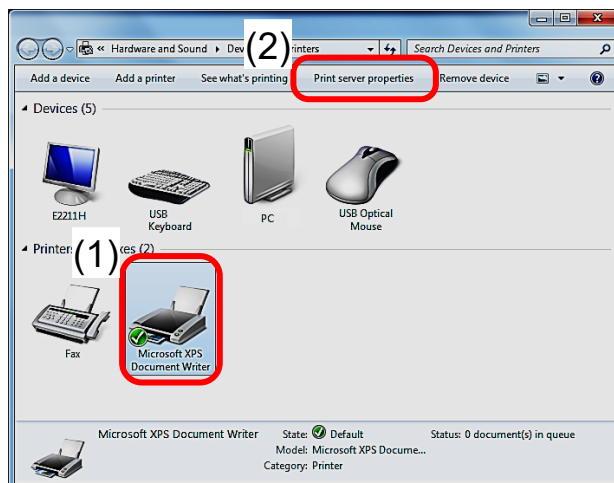 « Hardware and Sound ▸ Dev (2) inters
Search Devices and Printers
Add a device Add a printer See what's printing Print server properties Remove device
Devices (5)
E2211H
USB
Keyboard
PC
USB Optical
Mouse
Printers (1) xes (2)
Fax
Microsoft XPS
Document Writer
Microsoft XPS Document Writer State: Default Status: 0 document(s) in queue
Model: Microsoft XPS Docume...
Category: Printer